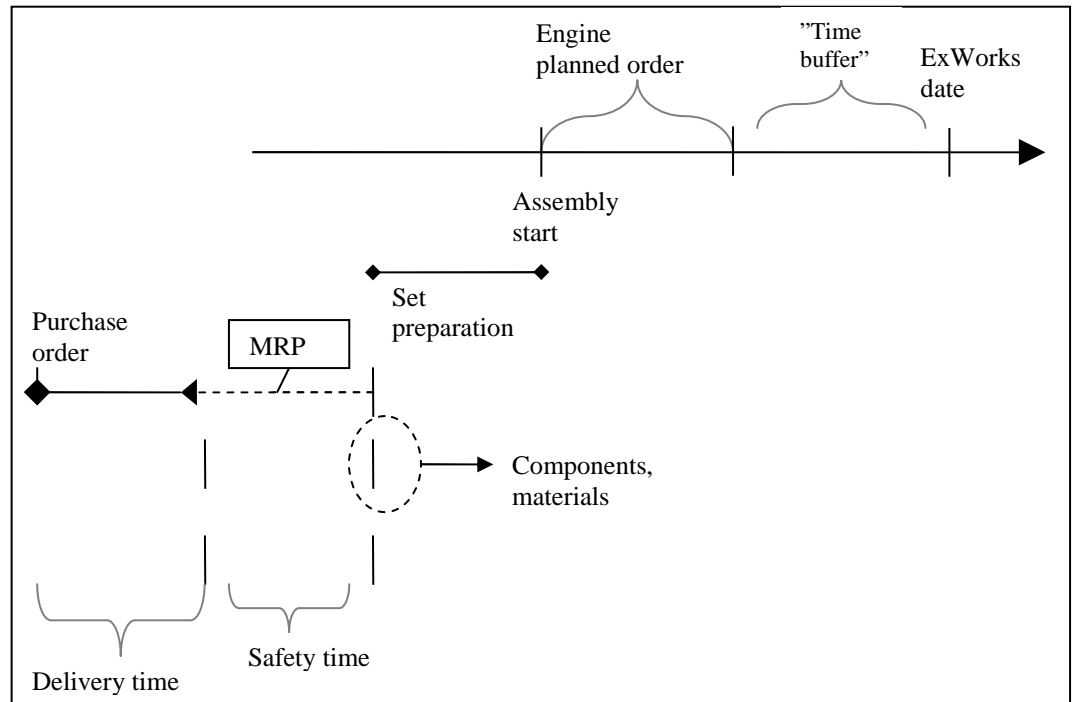 Engine
planned order
”Time
buffer”
ExWorks
date
Assembly
start
Set
preparation
Purchase
order
MRP
Components,
materials
Safety time
Delivery time